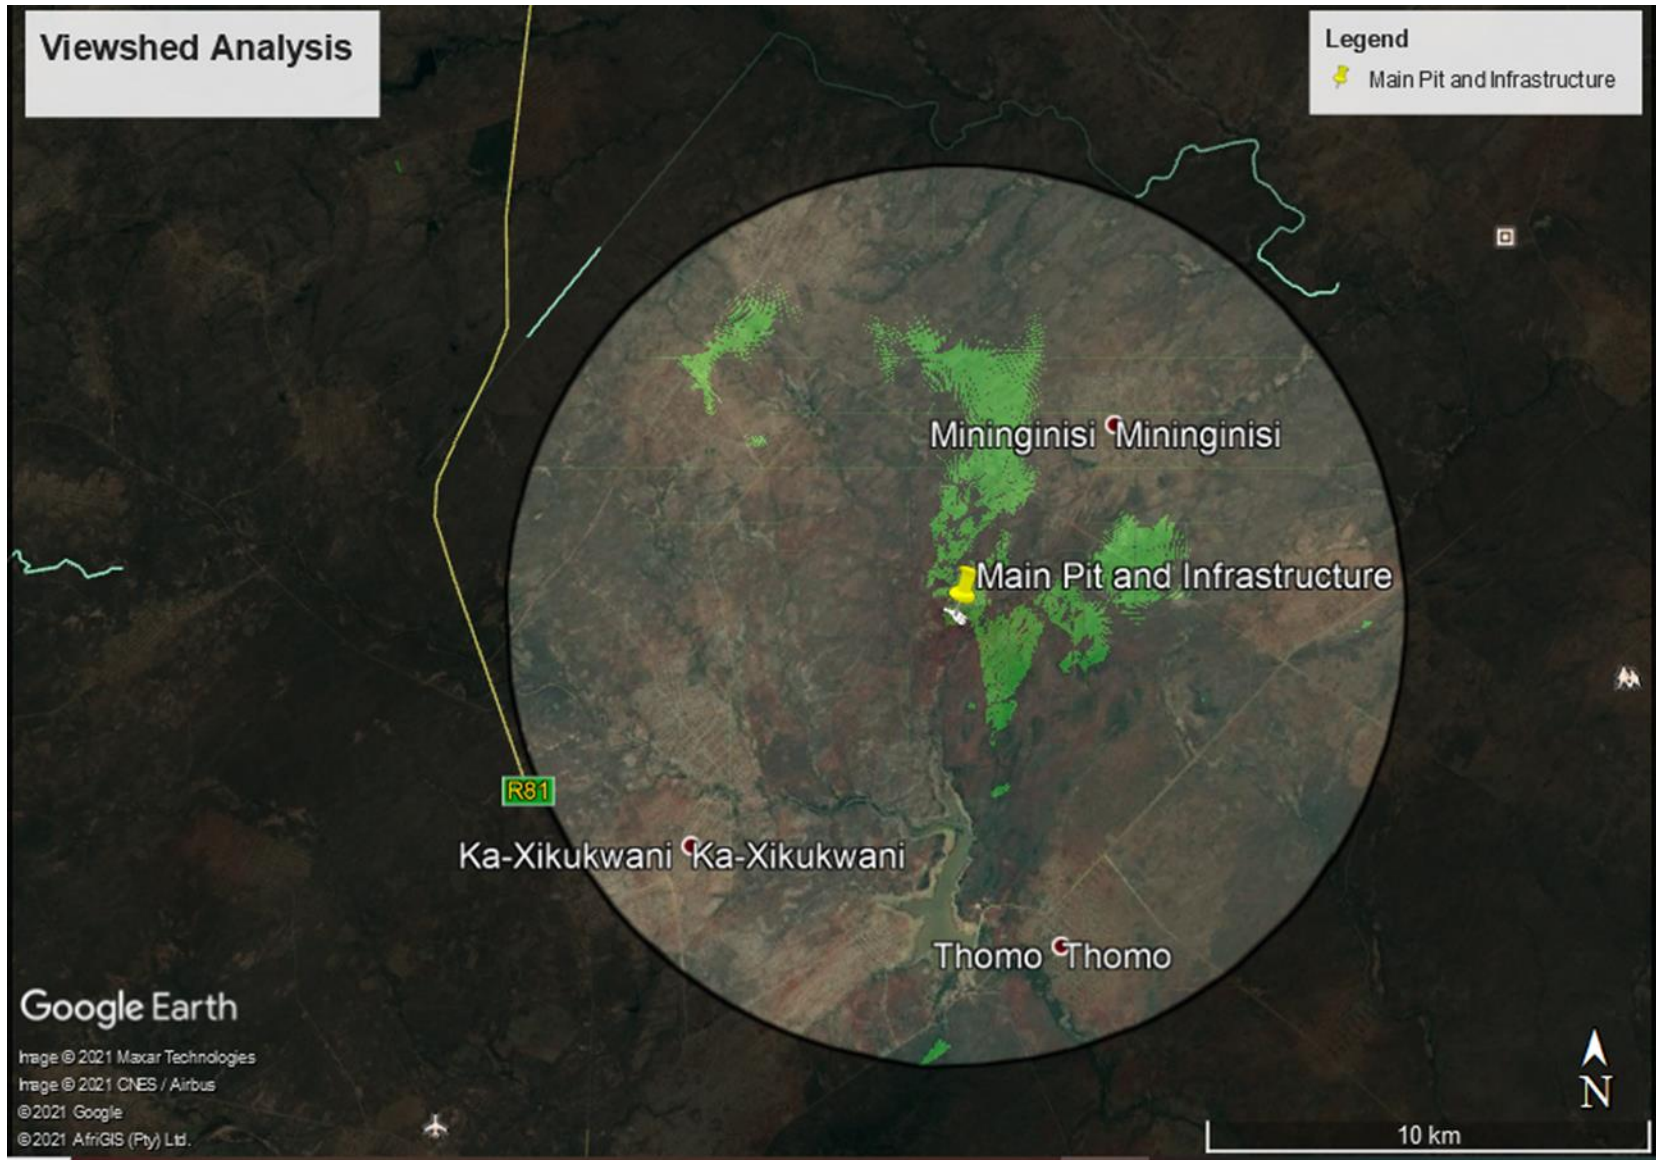 Viewshed Analysis
Legend
Main Pit and Infrastructure
Mininginisi Mininginisi
Main Pit and Infrastructure
R81
Ka-Xikukwani Ka-Xikukwani
Thomo Thomo
Google Earth
Image © 2021 Maxar Technologies
Image © 2021 CNES / Airbus
© 2021 Google
© 2021 AfriGIS (Pty) Ltd.
N
10 km